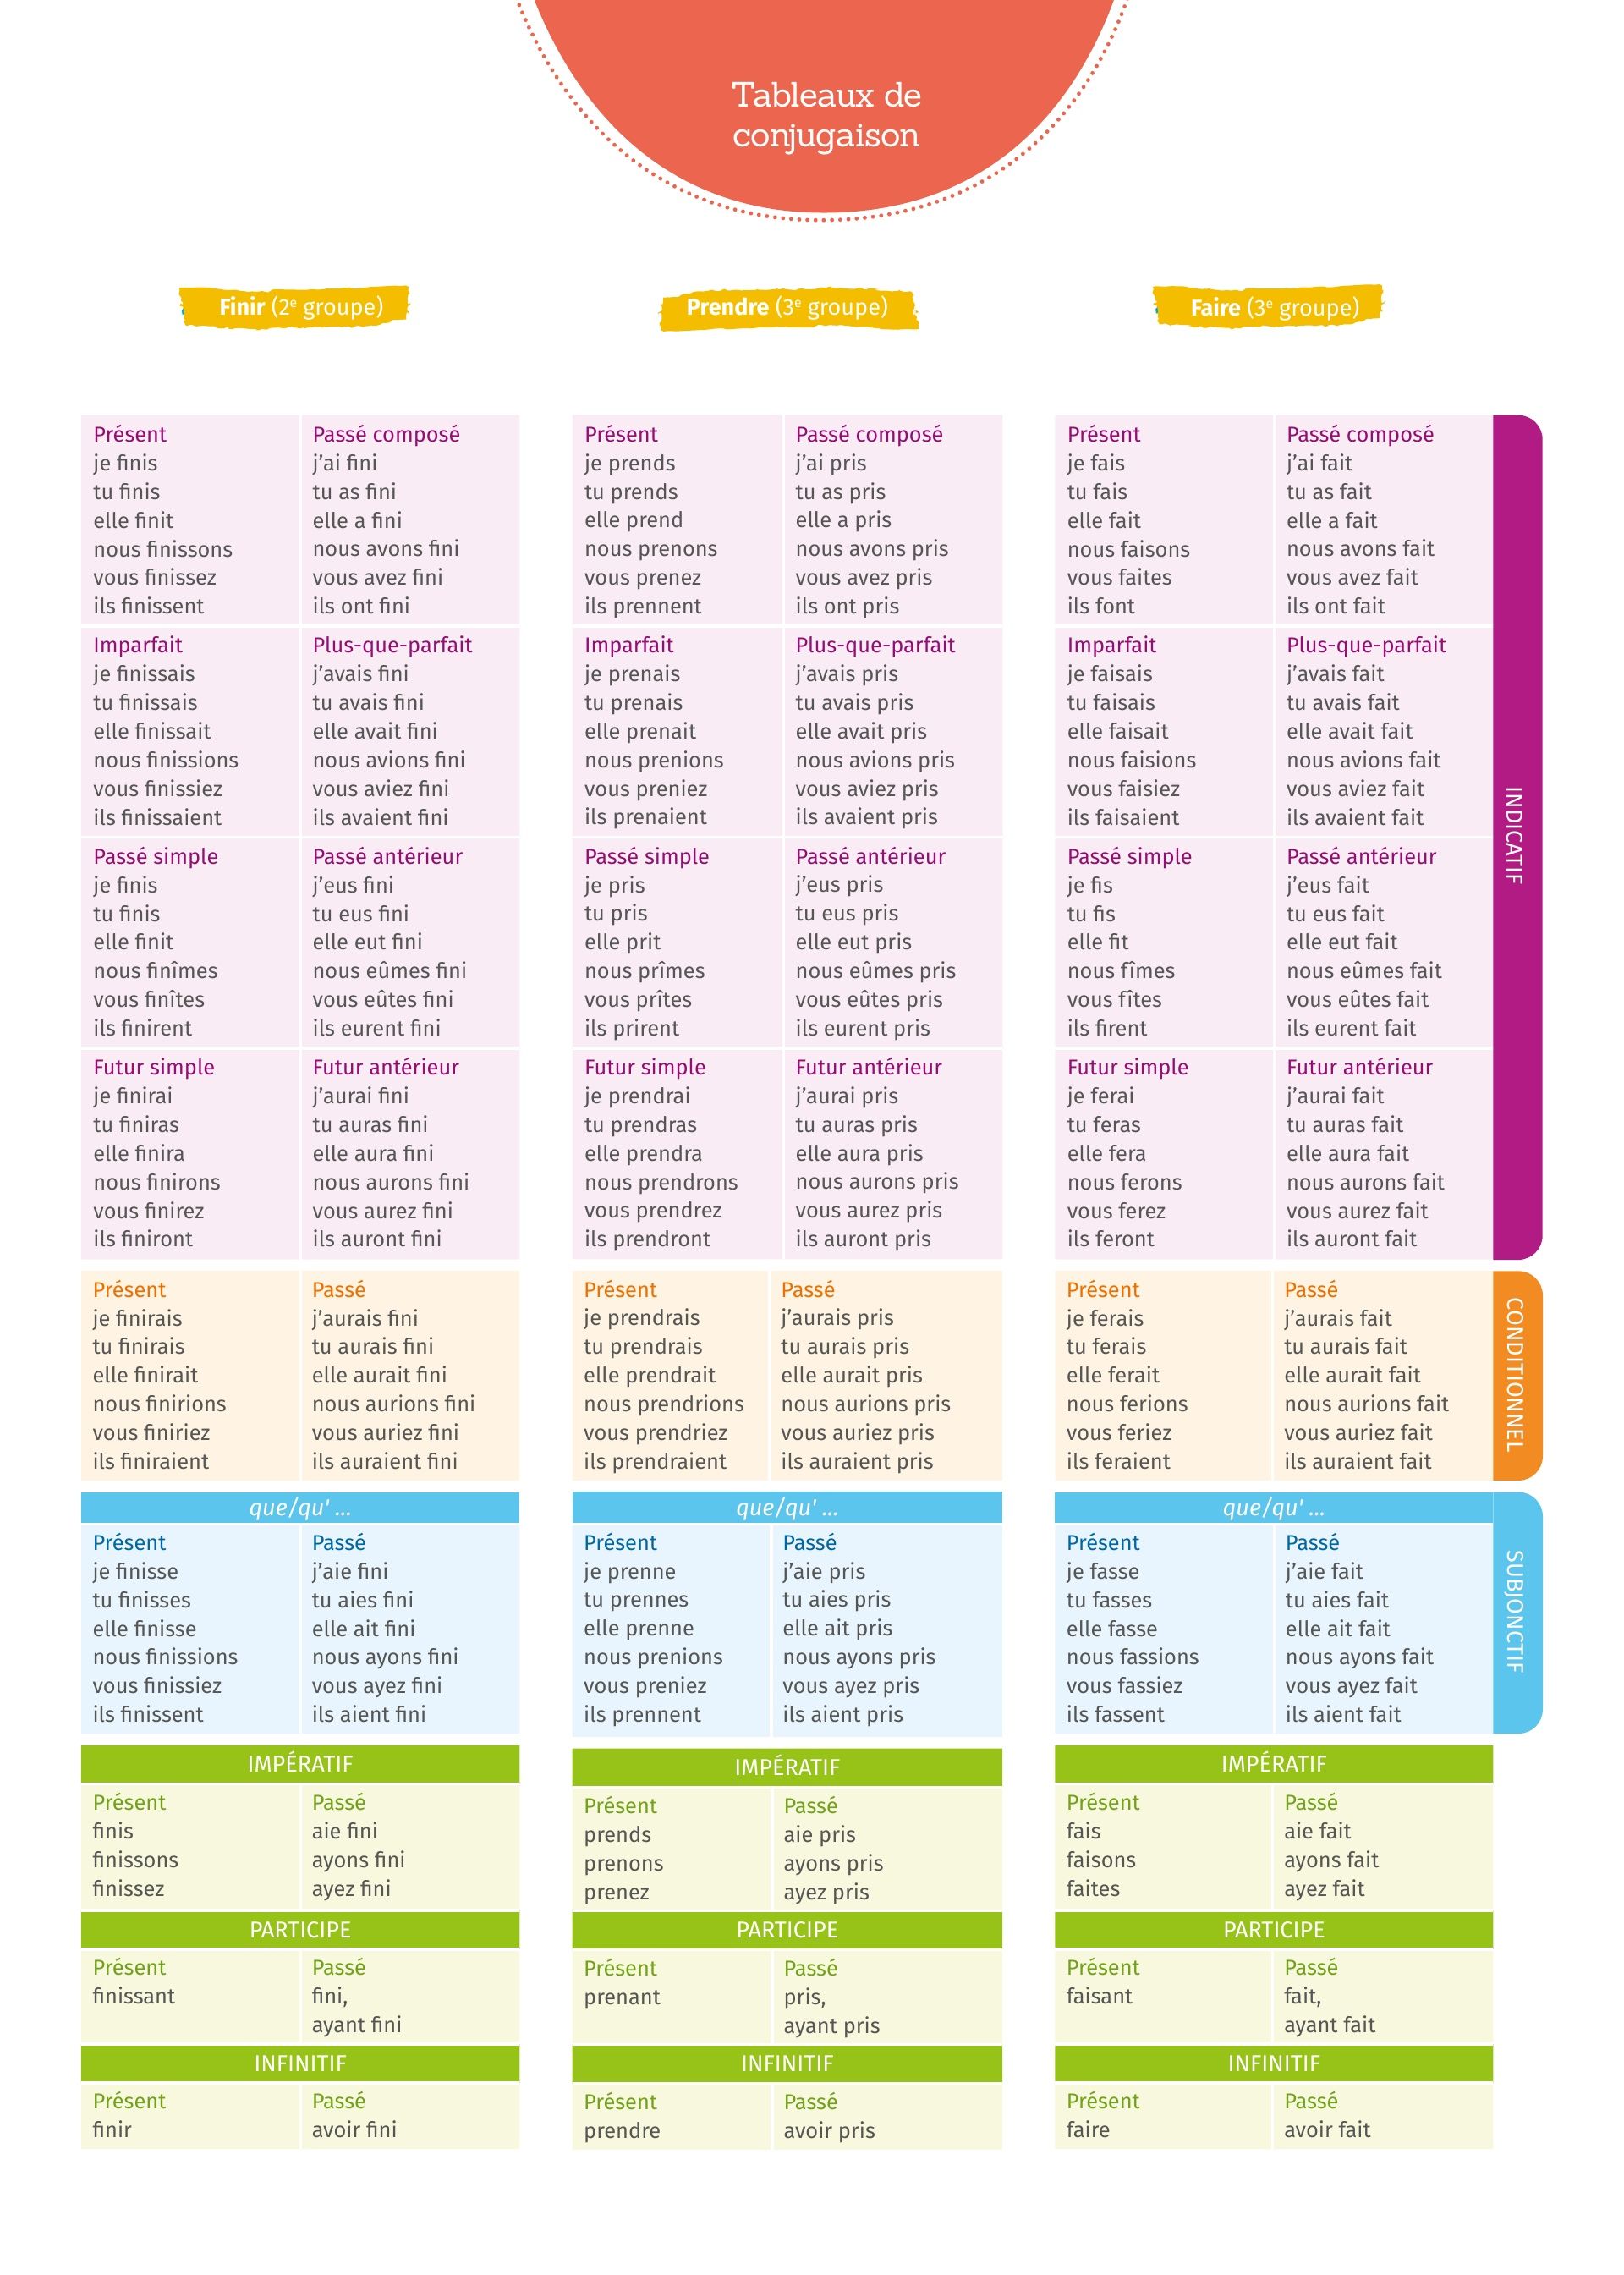 Tableaux de
conjugaison
Finir (2e groupe)
Présent
je finis
tu finis
elle finit
nous finissons
vous finissez
ils finissent
Passé composé
j’ai fini
tu as fini
elle a fini
nous avons fini
vous avez fini
ils ont fini
Imparfait
je finissais
tu finissais
elle finissait
nous finissions
vous finissiez
ils finissaient
Plus-que-parfait
j’avais fini
tu avais fini
elle avait fini
nous avions fini
vous aviez fini
ils avaient fini
Passé simple
je finis
tu finis
elle finit
nous finîmes
vous finîtes
ils finirent
Passé antérieur
j’eus fini
tu eus fini
elle eut fini
nous eûmes fini
vous eûtes fini
ils eurent fini
Futur simple
je finirai
tu finiras
elle finira
nous finirons
vous finirez
ils finiront
Futur antérieur
j’aurai fini
tu auras fini
elle aura fini
nous aurons fini
vous aurez fini
ils auront fini
Présent
je finirais
tu finirais
elle finirait
nous finirions
vous finiriez
ils finiraient
Passé
j’aurais fini
tu aurais fini
elle aurait fini
nous aurions fini
vous auriez fini
ils auraient fini
que/qu' ...
Présent
je finisse
tu finisses
elle finisse
nous finissions
vous finissiez
ils finissent
Passé
j’aie fini
tu aies fini
elle ait fini
nous ayons fini
vous ayez fini
ils aient fini
IMPÉRATIF
Présent
finis
finissons
finissez
Passé
aie fini
ayons fini
ayez fini
PARTICIPE
Présent
finissant
Passé
fini,
ayant fini
INFINITIF
Présent
finir
Passé
avoir fini
Prendre (3e groupe)
Présent
je prends
tu prends
elle prend
nous prenons
vous prenez
ils prennent
Passé composé
j’ai pris
tu as pris
elle a pris
nous avons pris
vous avez pris
ils ont pris
Imparfait
je prenais
tu prenais
elle prenait
nous prenions
vous preniez
ils prenaient
Plus-que-parfait
j’avais pris
tu avais pris
elle avait pris
nous avions pris
vous aviez pris
ils avaient pris
Passé simple
je pris
tu pris
elle prit
nous prîmes
vous prîtes
ils prirent
Passé antérieur
j’eus pris
tu eus pris
elle eut pris
nous eûmes pris
vous eûtes pris
ils eurent pris
Futur simple
je prendrai
tu prendras
elle prendra
nous prendrons
vous prendrez
ils prendront
Futur antérieur
j’aurai pris
tu auras pris
elle aura pris
nous aurons pris
vous aurez pris
ils auront pris
Présent
je prendrais
tu prendrais
elle prendrait
nous prendrions
vous prendriez
ils prendraient
Passé
j’aurais pris
tu aurais pris
elle aurait pris
nous aurions pris
vous auriez pris
ils auraient pris
que/qu' ...
Présent
je prenne
tu prennes
elle prenne
nous prenions
vous preniez
ils prennent
Passé
j’aie pris
tu aies pris
elle ait pris
nous ayons pris
vous ayez pris
ils aient pris
IMPÉRATIF
Présent
prends
prenons
prenez
Passé
aie pris
ayons pris
ayez pris
PARTICIPE
Présent
prenant
Passé
pris,
ayant pris
INFINITIF
Présent
prendre
Passé
avoir pris
Faire (3e groupe)
Présent
je fais
tu fais
elle fait
nous faisons
vous faites
ils font
Passé composé
j’ai fait
tu as fait
elle a fait
nous avons fait
vous avez fait
ils ont fait
Imparfait
je faisais
tu faisais
elle faisait
nous faisions
vous faisiez
ils faisaient
Plus-que-parfait
j’avais fait
tu avais fait
elle avait fait
nous avions fait
vous aviez fait
ils avaient fait
Passé simple
je fis
tu fis
elle fit
nous fîmes
vous fîtes
ils firent
Passé antérieur
j’eus fait
tu eus fait
elle eut fait
nous eûmes fait
vous eûtes fait
ils eurent fait
Futur simple
je ferai
tu feras
elle fera
nous ferons
vous ferez
ils feront
Futur antérieur
j’aurai fait
tu auras fait
elle aura fait
nous aurons fait
vous aurez fait
ils auront fait
INDICATIF
Présent
je ferais
tu ferais
elle ferait
nous ferions
vous feriez
ils feraient
Passé
j’aurais fait
tu aurais fait
elle aurait fait
nous aurions fait
vous auriez fait
ils auraient fait
CONDITIONNEL
que/qu' ...
Présent
je fasse
tu fasses
elle fasse
nous fassions
vous fassiez
ils fassent
Passé
j’aie fait
tu aies fait
elle ait fait
nous ayons fait
vous ayez fait
ils aient fait
SUBJONCTIF
IMPÉRATIF
Présent
fais
faisons
faites
Passé
aie fait
ayons fait
ayez fait
PARTICIPE
Présent
faisant
Passé
fait,
ayant fait
INFINITIF
Présent
faire
Passé
avoir fait